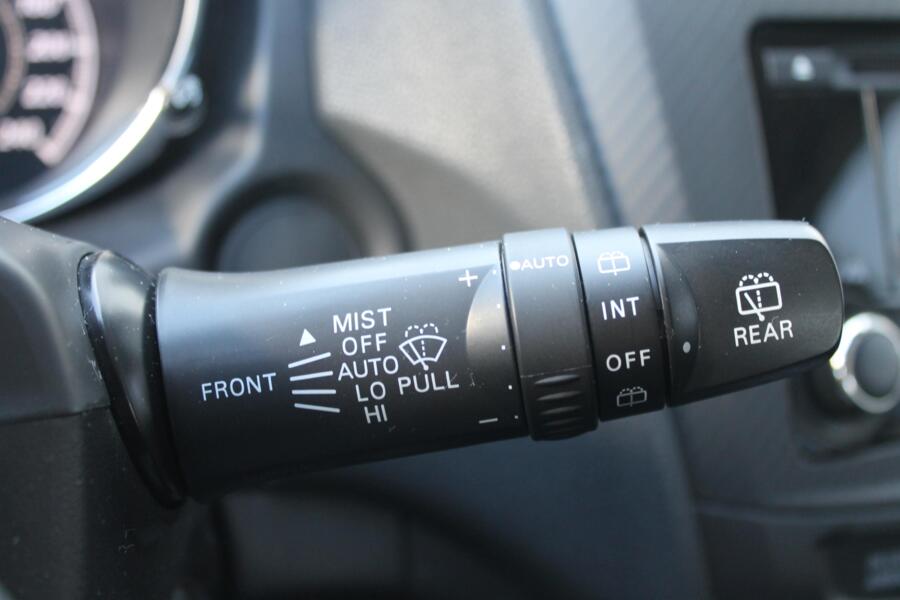 FRONT
MIST
OFF
AUTO
LO PULL
HI
+
-
AUTO
INT
OFF
REAR